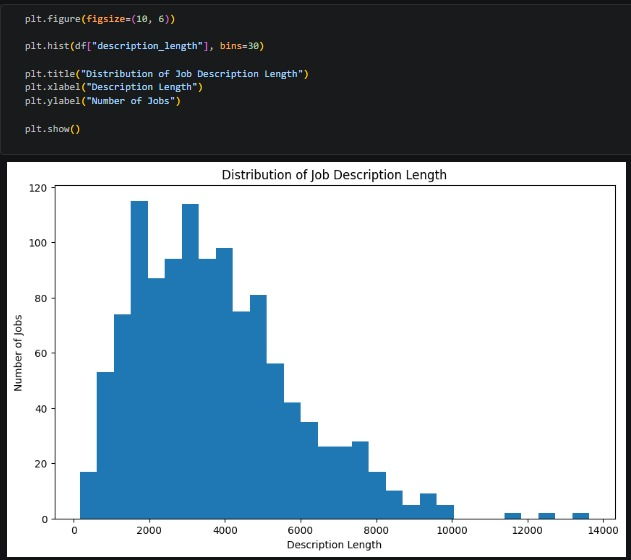 plt.figure(figsize=(10, 6))
plt.hist(df["description_length"], bins=30)
plt.title("Distribution of Job Description Length")
plt.xlabel("Description Length")
plt.ylabel("Number of Jobs")
plt.show()
Distribution of Job Description Length
120
100
80
60
40
20
0
Number of Jobs
0 2000 4000 6000 8000 10000 12000 14000
Description Length